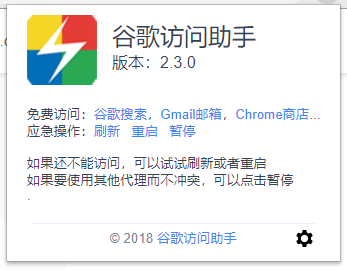 谷歌访问助手
版本：2.3.0
免费访问：谷歌搜索，Gmail邮箱，Chrome商店...
应急操作：刷新 重启 暂停
如果还不能访问，可以试试刷新或者重启
如果要使用其他代理而不冲突，可以点击暂停
.
© 2018 谷歌访问助手